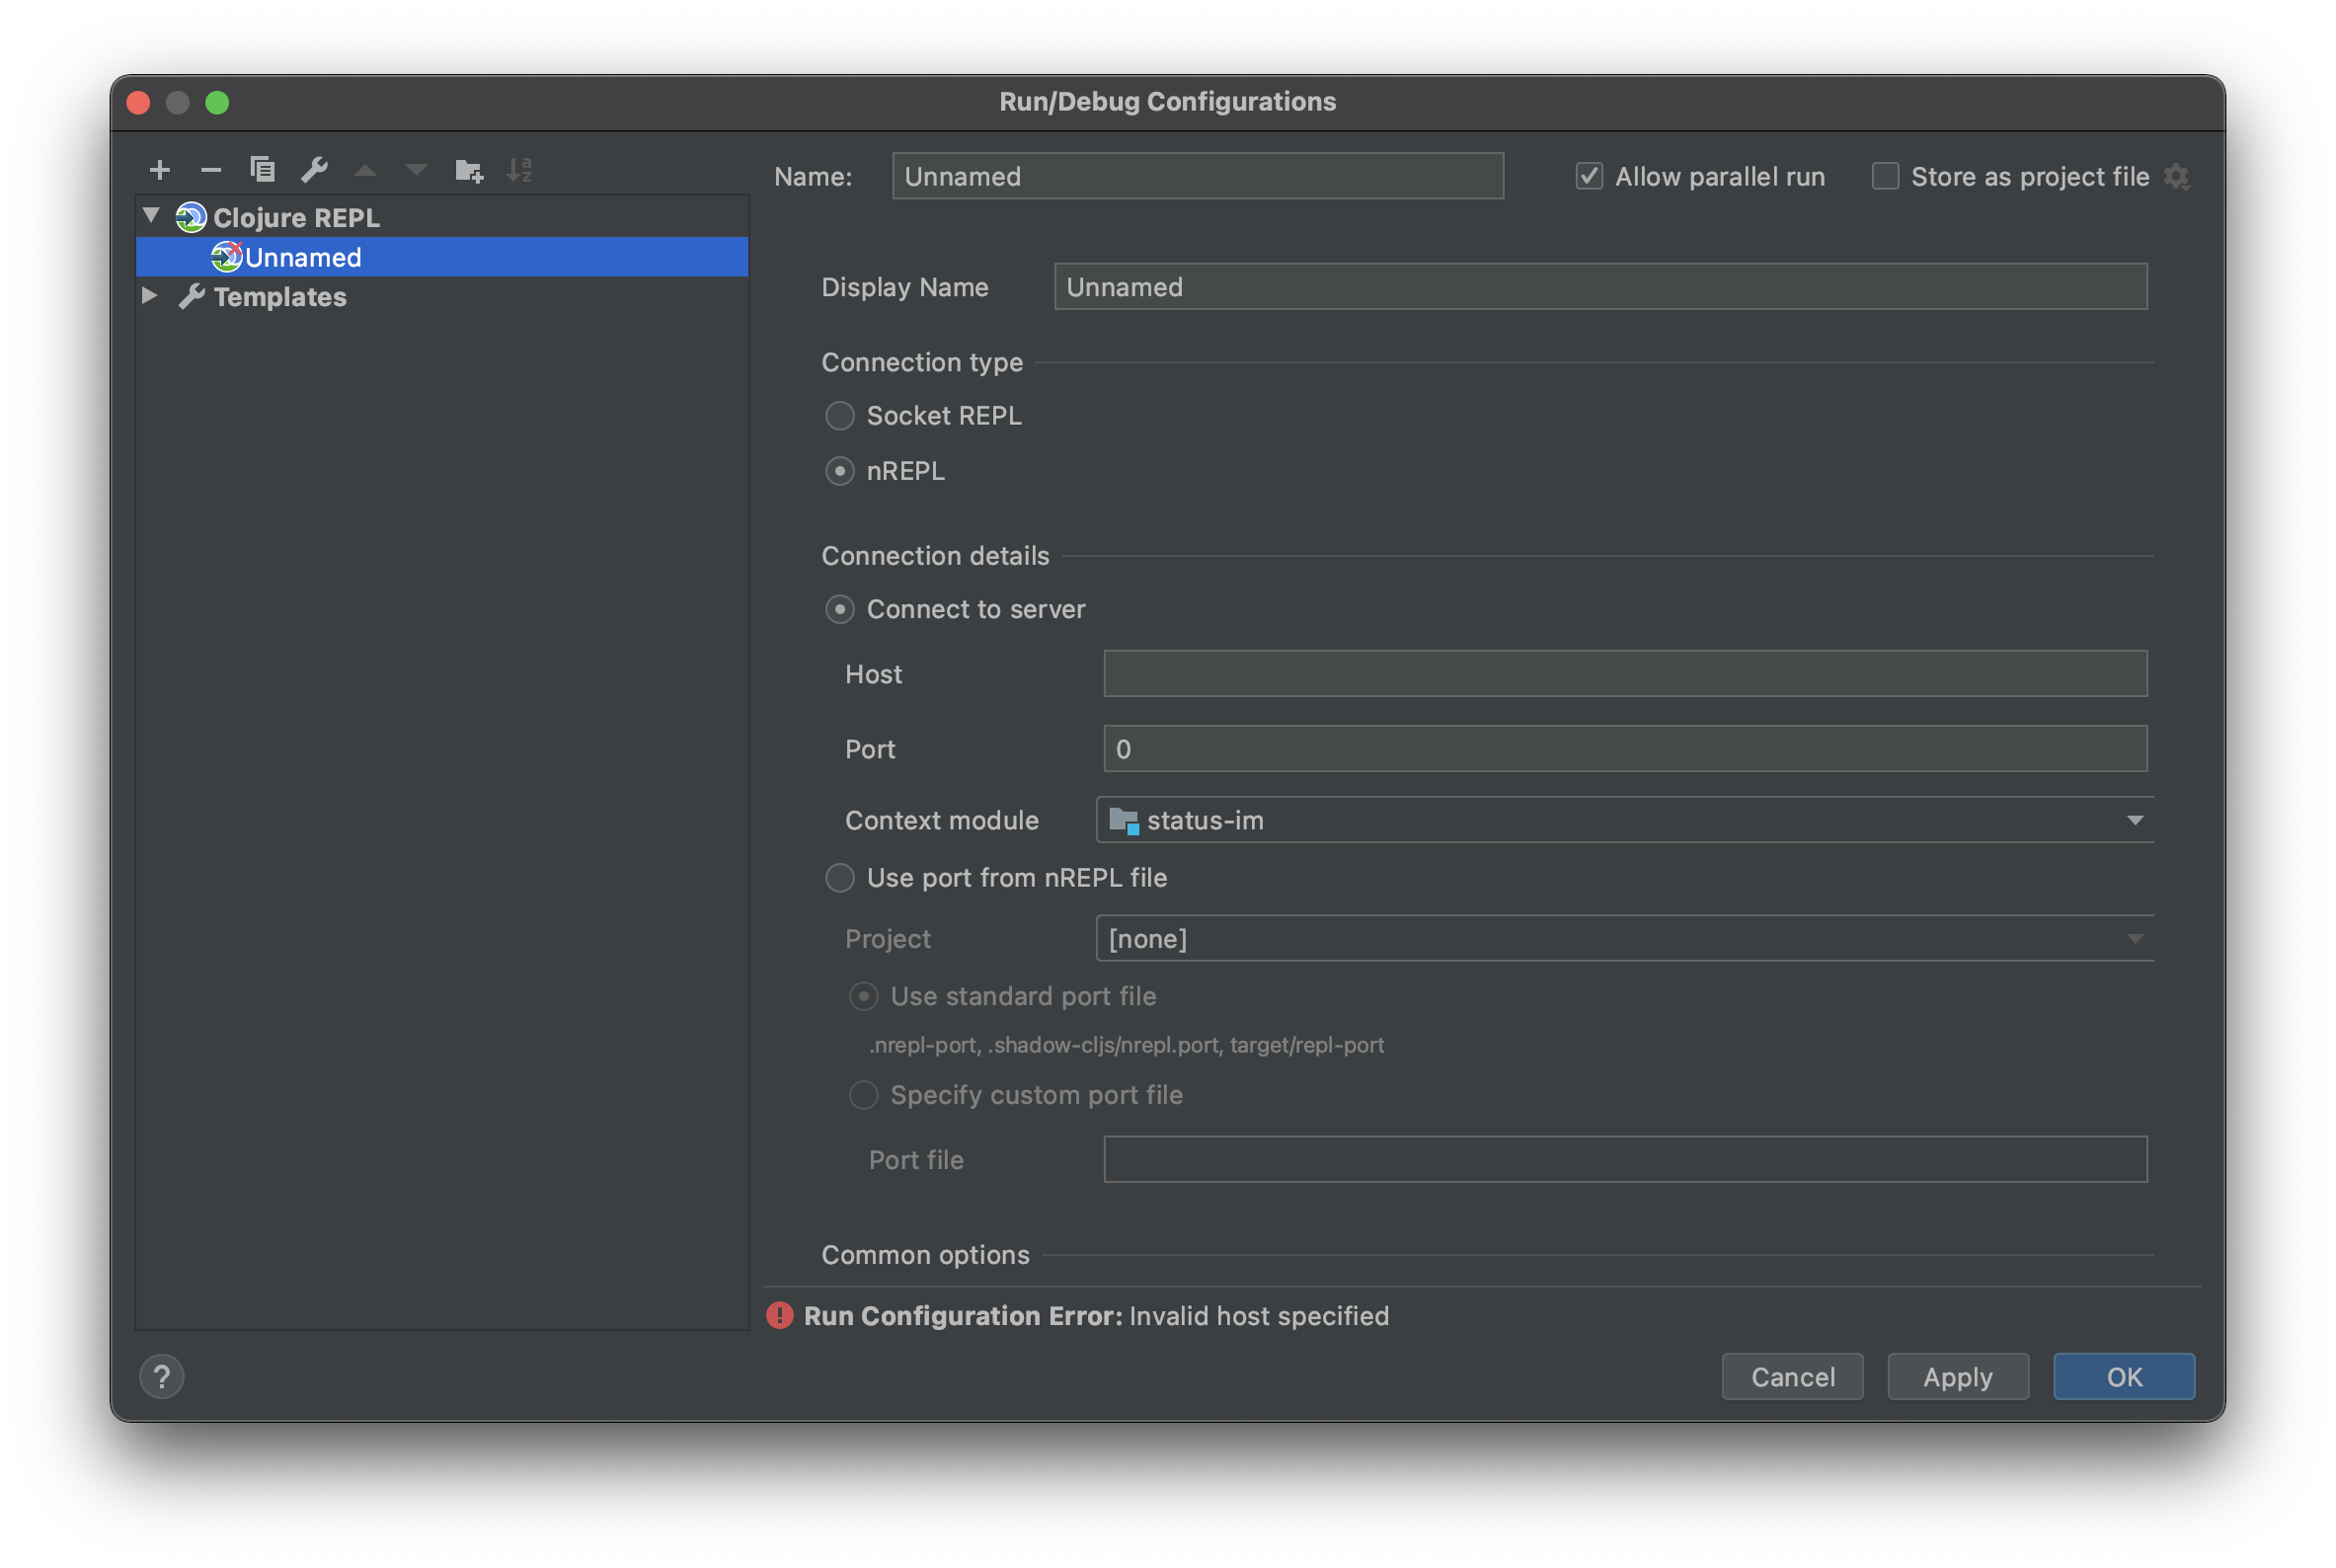 Run/Debug Configurations
Clojure REPL
Unnamed
Templates
Name: Unnamed Allow parallel run Store as project file
Display Name Unnamed
Connection type
Socket REPL
nREPL
Connection details
Connect to server
Host
Port 0
Context module status-im
Use port from nREPL file
Project [none]
Use standard port file
.nrepl-port, .shadow-cljs/nrepl.port, target/repl-port
Specify custom port file
Port file
Common options
Run Configuration Error: Invalid host specified
? Cancel Apply OK